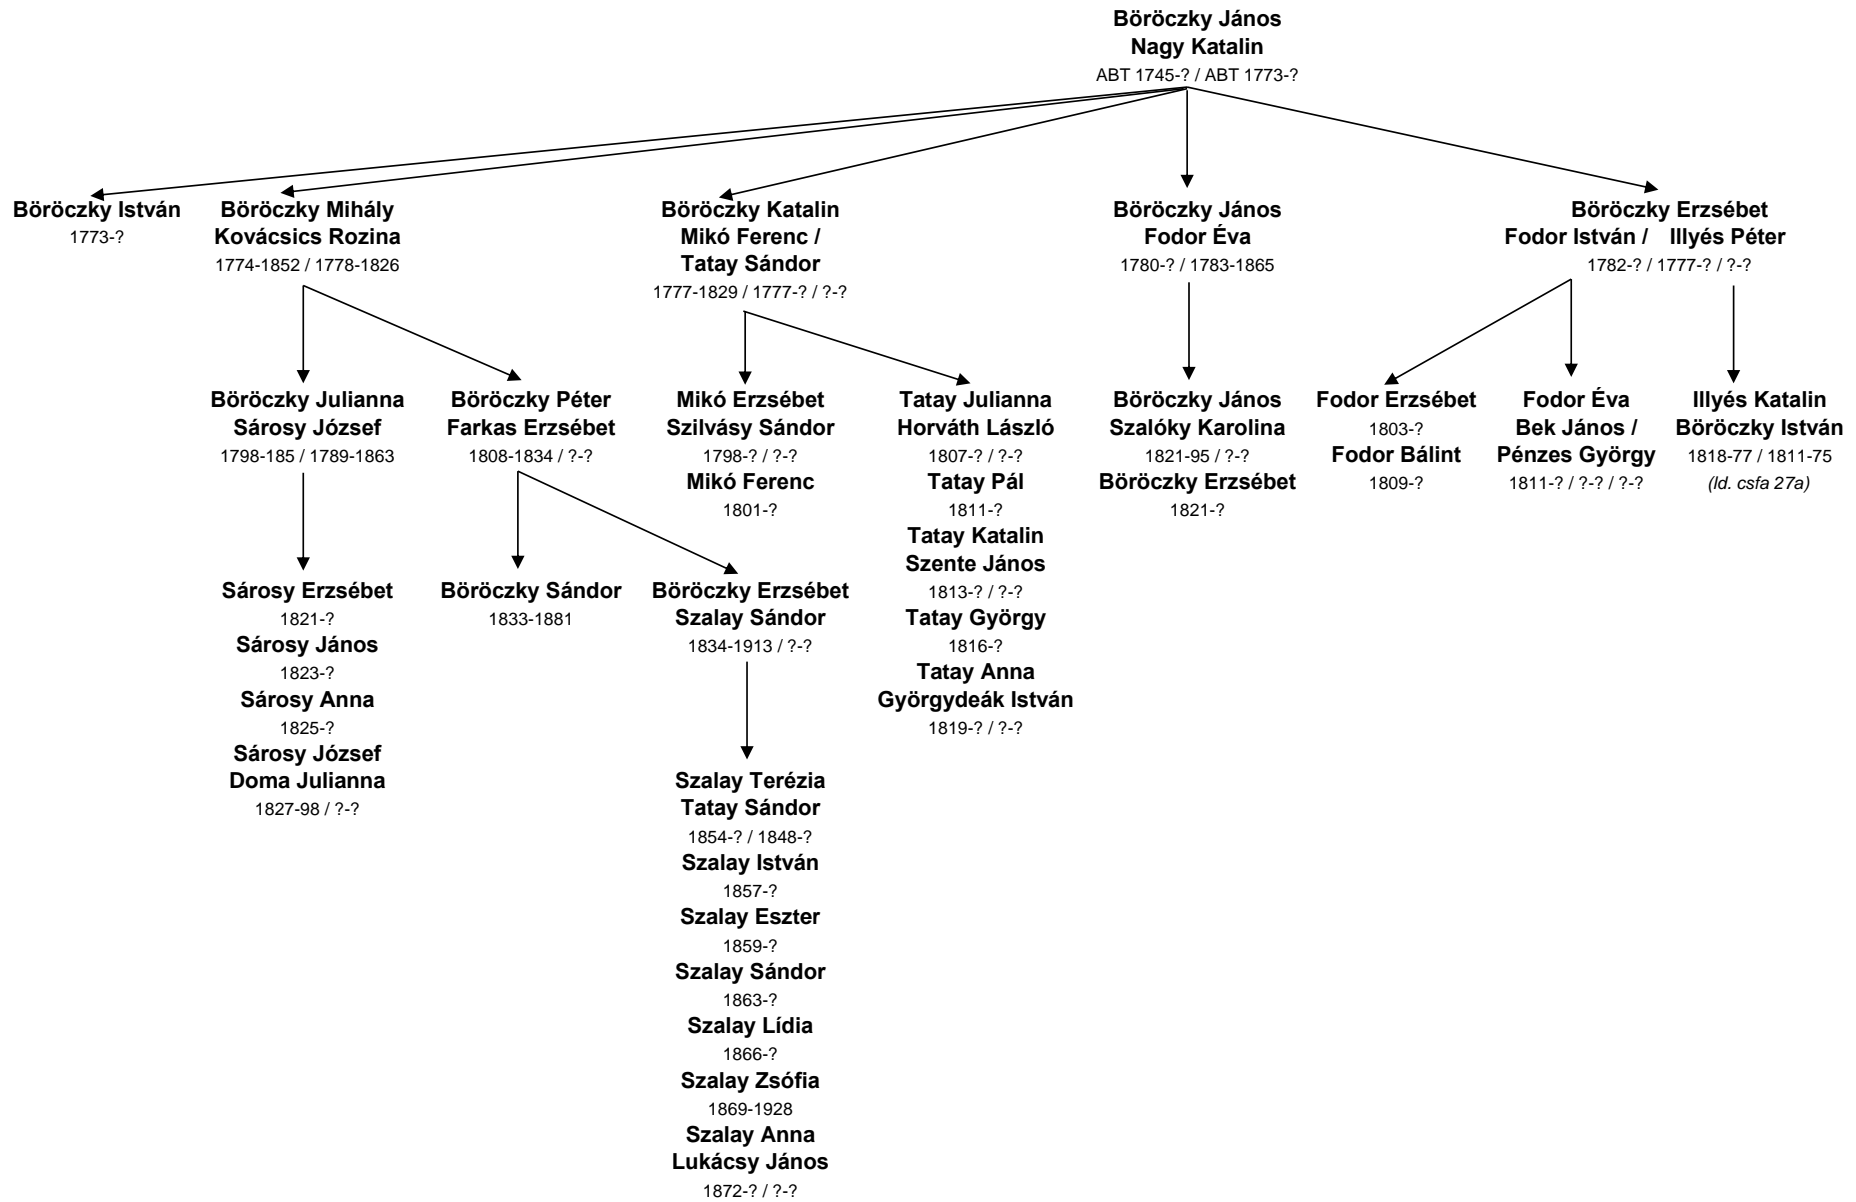 Böröczky János
Nagy Katalin
ABT 1745-? / ABT 1773-?
Böröczky István
1773-?
Böröczky Mihály
Kovácsics Rozina
1774-1852 / 1778-1826
Böröczky Katalin
Mikó Ferenc /
Tatay Sándor
1777-1829 / 1777-? / ?-?
Böröczky János
Fodor Éva
1780-? / 1783-1865
Böröczky Erzsébet
Fodor István / Illyés Péter
1782-? / 1777-? / ?-?
Böröczky Julianna
Sárosy József
1798-185 / 1789-1863
Böröczky Péter
Farkas Erzsébet
1808-1834 / ?-?
Mikó Erzsébet
Szilvásy Sándor
1798-? / ?-?
Mikó Ferenc
1801-?
Tatay Julianna
Horváth László
1807-? / ?-?
Tatay Pál
1811-?
Tatay Katalin
Szente János
1813-? / ?-?
Tatay György
1816-?
Tatay Anna
Györgydeák István
1819-? / ?-?
Böröczky János
Szalóky Karolina
1821-95 / ?-?
Böröczky Erzsébet
1821-?
Fodor Erzsébet
1803-?
Fodor Bálint
1809-?
Fodor Éva
Bek János /
Pénzes György
1811-? / ?-? / ?-?
Illyés Katalin
Böröczky István
1818-77 / 1811-75
(ld. csfa 27a)
Sárosy Erzsébet
1821-?
Sárosy János
1823-?
Sárosy Anna
1825-?
Sárosy József
Doma Julianna
1827-98 / ?-?
Böröczky Sándor
1833-1881
Böröczky Erzsébet
Szalay Sándor
1834-1913 / ?-?
Szalay Terézia
Tatay Sándor
1854-? / 1848-?
Szalay István
1857-?
Szalay Eszter
1859-?
Szalay Sándor
1863-?
Szalay Lídia
1866-?
Szalay Zsófia
1869-1928
Szalay Anna
Lukácsy János
1872-? / ?-?